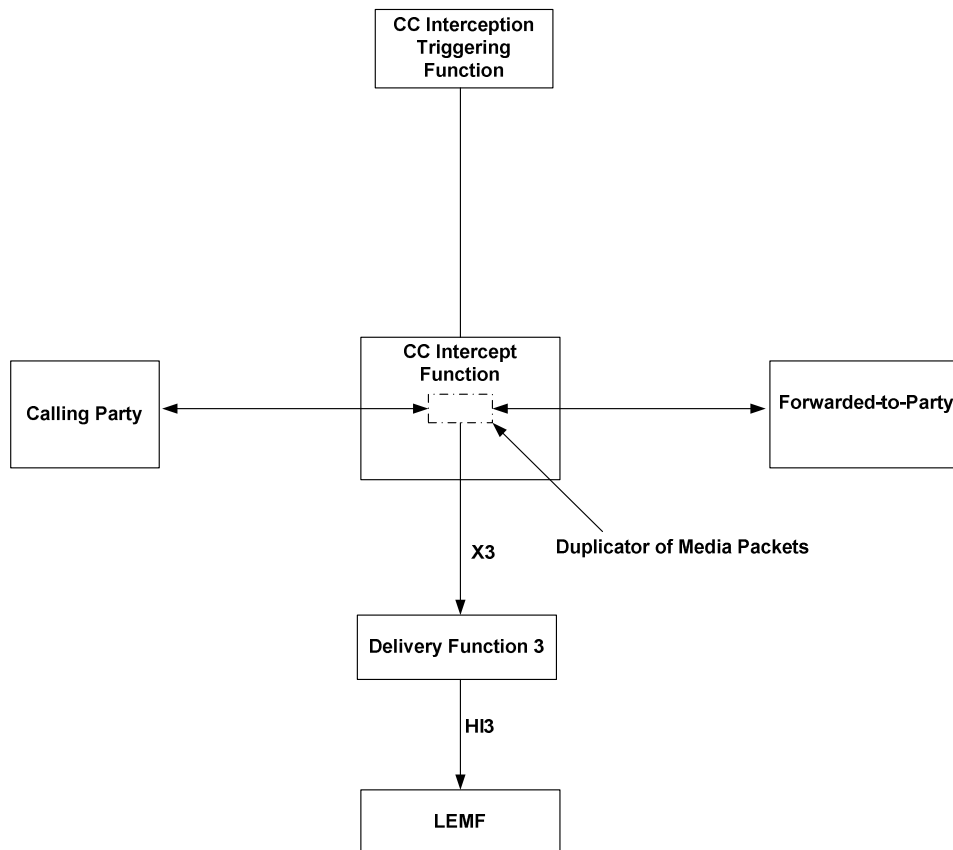 CC Interception
Triggering
Function
CC Intercept
Function
Calling Party
Forwarded-to-Party
Duplicator of Media Packets
X3
Delivery Function 3
HI3
LEMF